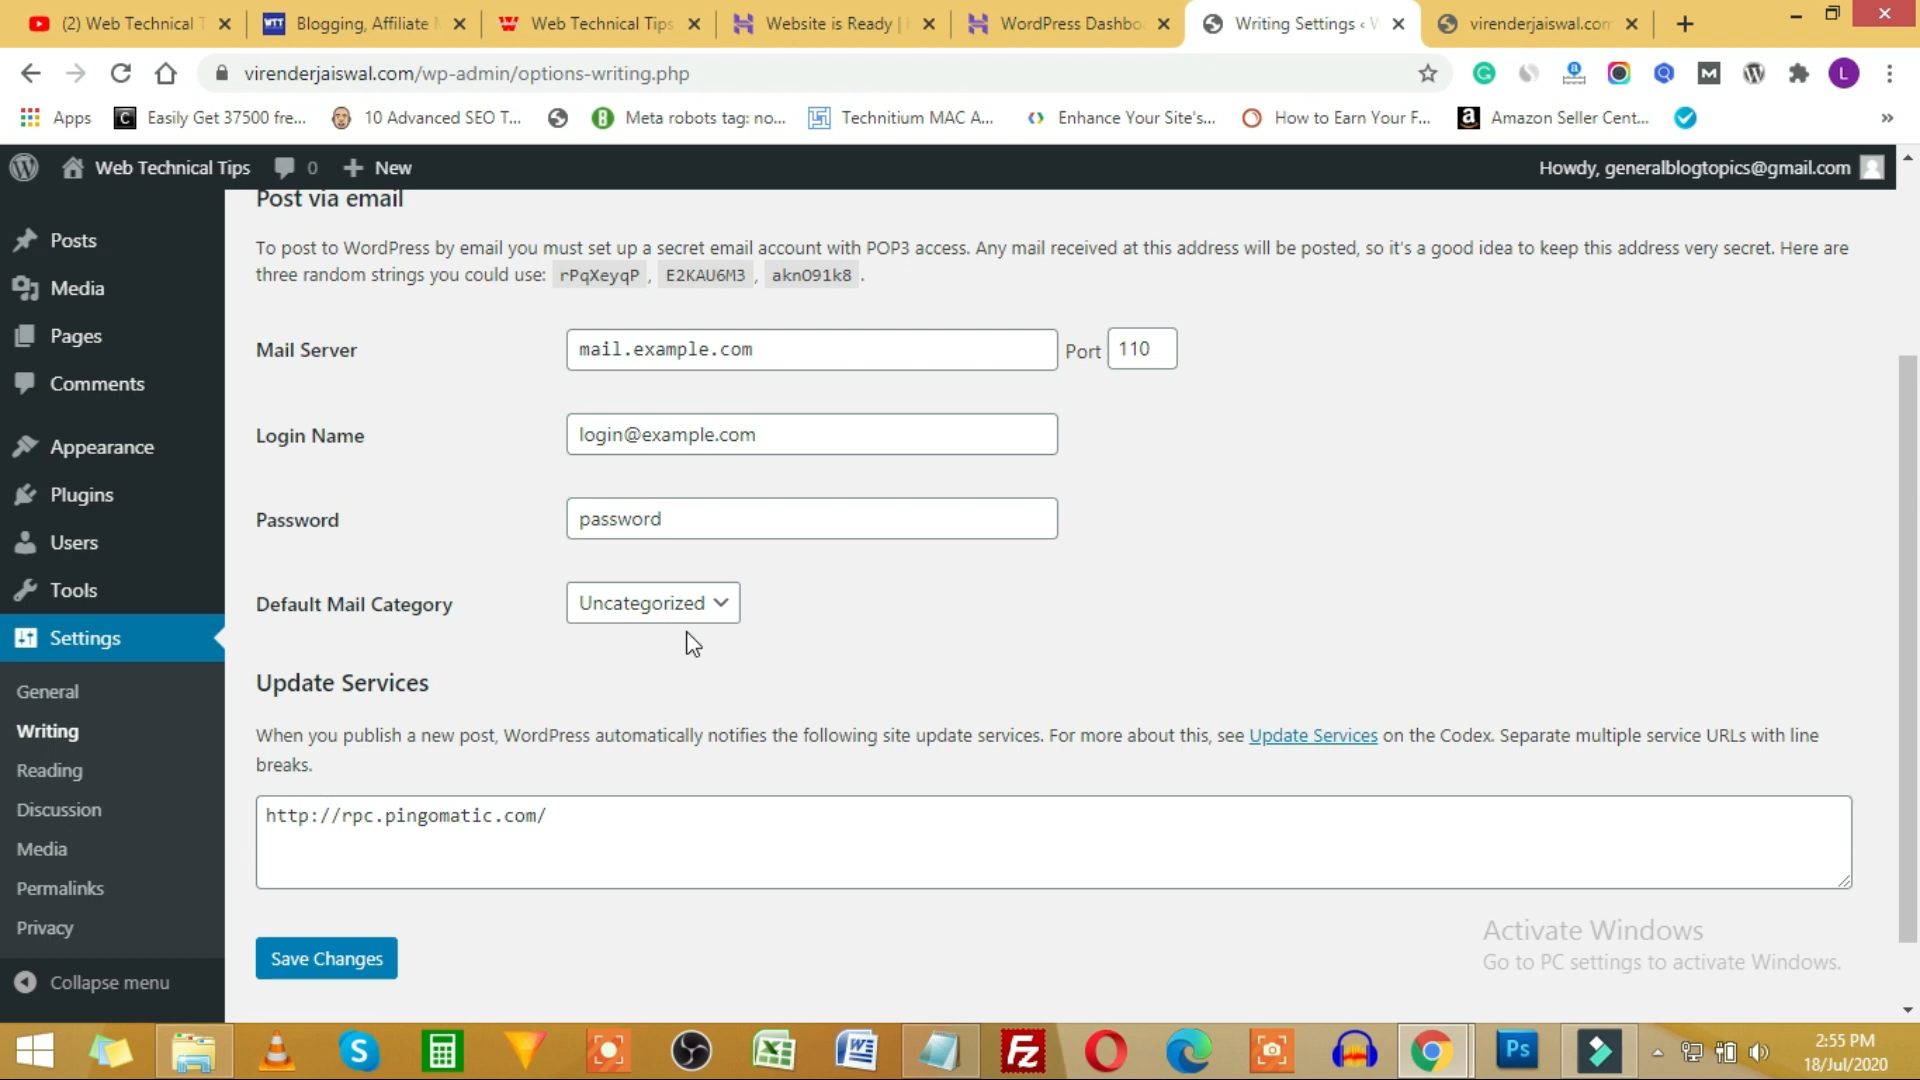 (2) Web Technical T
Blogging, Affiliate M
Web Technical Tips
Website is Ready | H
WordPress Dashbo
Writing Settings ‹ W
virenderjaiswal.com
virenderjaiswal.com/wp-admin/options-writing.php
L
Apps
Easily Get 37500 fre...
10 Advanced SEO T...
Meta robots tag: no...
Technitium MAC A...
Enhance Your Site's...
How to Earn Your F...
Amazon Seller Cent...
Web Technical Tips
0
New
Howdy, generalblogtopics@gmail.com
Posts
Media
Pages
Comments
Appearance
Plugins
Users
Tools
Settings
General
Writing
Reading
Discussion
Media
Permalinks
Privacy
Collapse menu
Post via email
To post to WordPress by email you must set up a secret email account with POP3 access. Any mail received at this address will be posted, so it's a good idea to keep this address very secret. Here are
three random strings you could use: rPqXeyqP , E2KAU6M3 , aknO91k8 .
Mail Server
mail.example.com
Port 110
Login Name
login@example.com
Password
password
Default Mail Category
Uncategorized
Update Services
When you publish a new post, WordPress automatically notifies the following site update services. For more about this, see Update Services on the Codex. Separate multiple service URLs with line
breaks.
http://rpc.pingomatic.com/
Save Changes
Activate Windows
Go to PC settings to activate Windows.
2:55 PM
18/Jul/2020